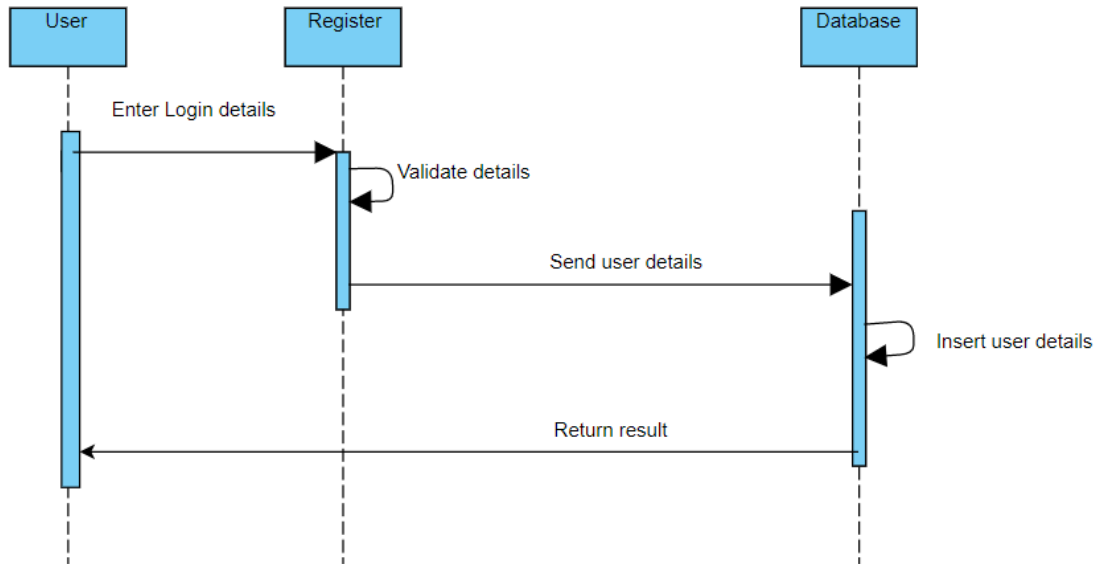 User
Register
Database
Enter Login details
Validate details
Send user details
Insert user details
Return result